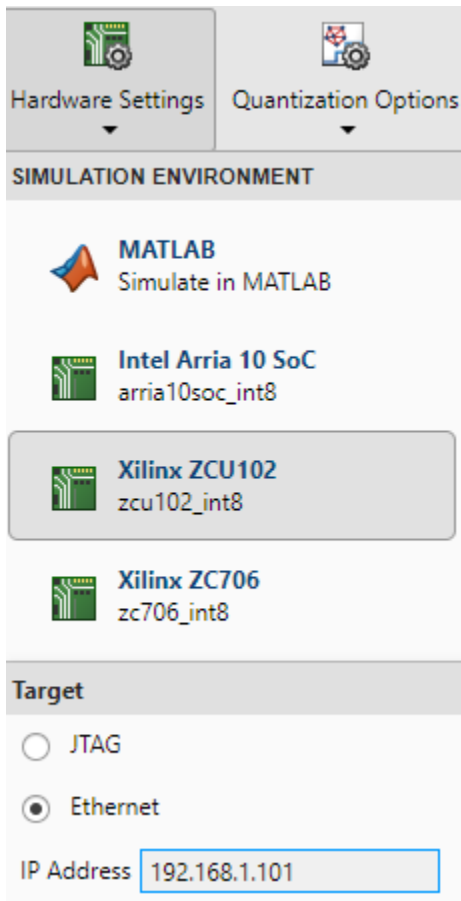 Hardware Settings
Quantization Options
SIMULATION ENVIRONMENT
MATLAB
Simulate in MATLAB
Intel Arria 10 SoC
arria10soc_int8
Xilinx ZCU102
zcu102_int8
Xilinx ZC706
zc706_int8
Target
JTAG
Ethernet
IP Address 192.168.1.101